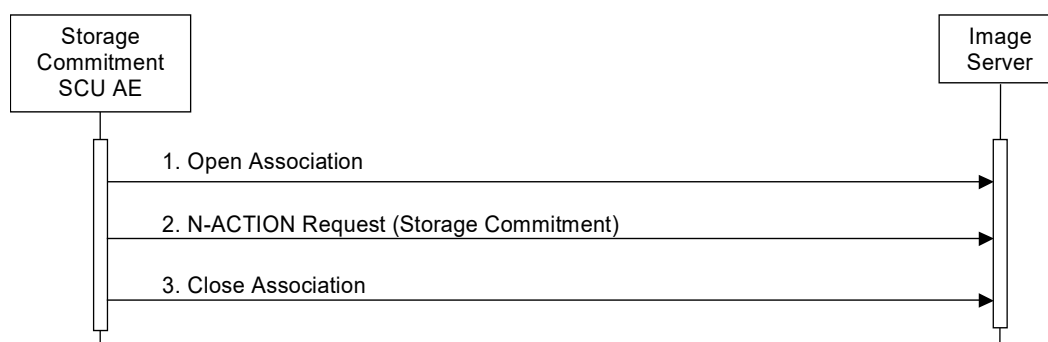 Storage
Commitment
SCU AE
Image
Server
1. Open Association
2. N-ACTION Request (Storage Commitment)
3. Close Association